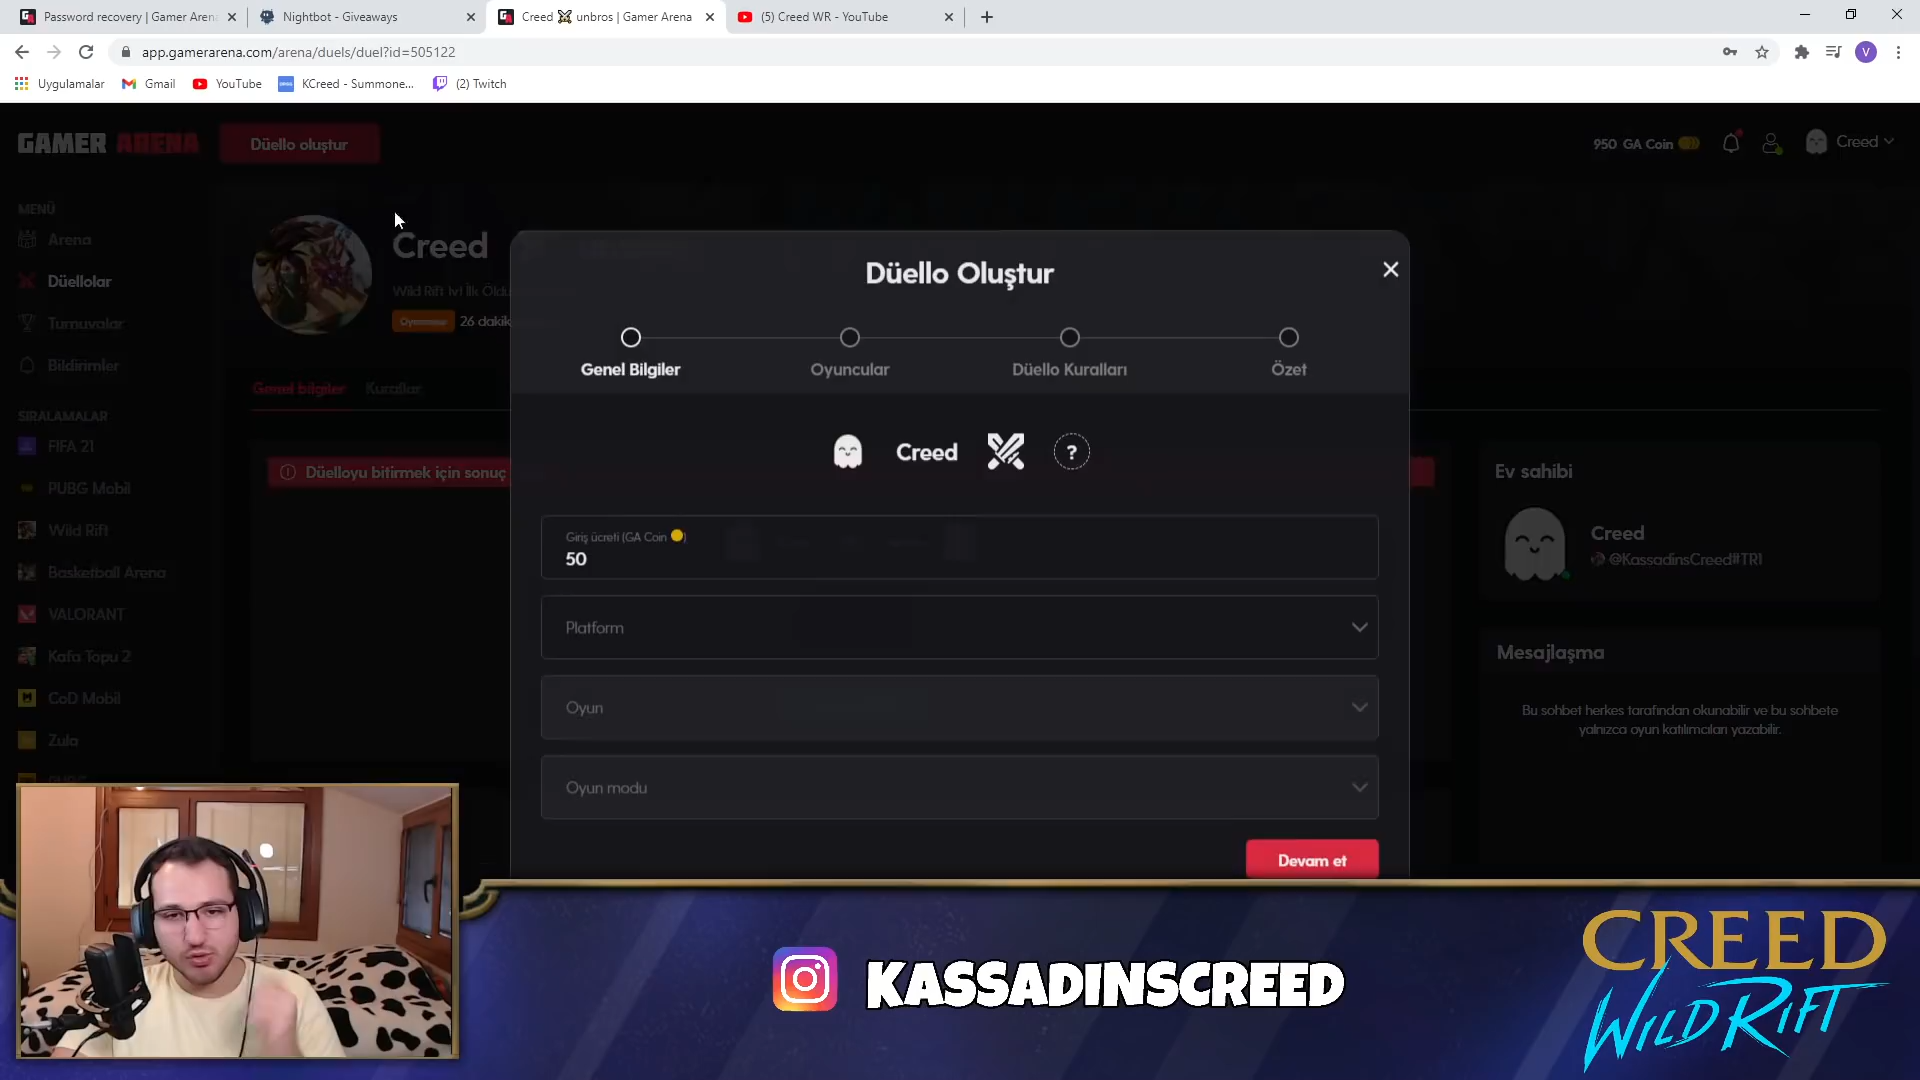 Password recovery | Gamer Aren
Nightbot - Giveaways
Creed ⚔ unbros | Gamer Arena
(5) Creed WR - YouTube
app.gamerarena.com/arena/duels/duel?id=505122
V
Uygulamalar
Gmail
YouTube
KCreed - Summone...
(2) Twitch
GAMER ARENA
Düello oluştur
950 GA Coin
Creed
MENÜ
Arena
Düellolar
Turnuvalar
Bildirimler
SIRALAMALAR
FIFA 21
PUBG Mobil
Wild Rift
Basketball Arena
VALORANT
Kafa Topu 2
CoD Mobil
Zula
Creed
Wild Rift 1v1 İlk Öldü
26 dakik
Genel bilgiler
Kurallar
Düelloyu bitirmek için sonuç
Düello Oluştur
Genel Bilgiler
Oyuncular
Düello Kuralları
Özet
Creed
?
Giriş ücreti (GA Coin )
50
Platform
Oyun
Oyun modu
Devam et
Ev sahibi
Creed
@KassadinsCreed#TR1
Mesajlaşma
Bu sohbet herkes tarafından okunabilir ve bu sohbete
yalnızca oyun katılımcıları yazabilir.
KASSADINSCREED
CREED
WILD RIFT